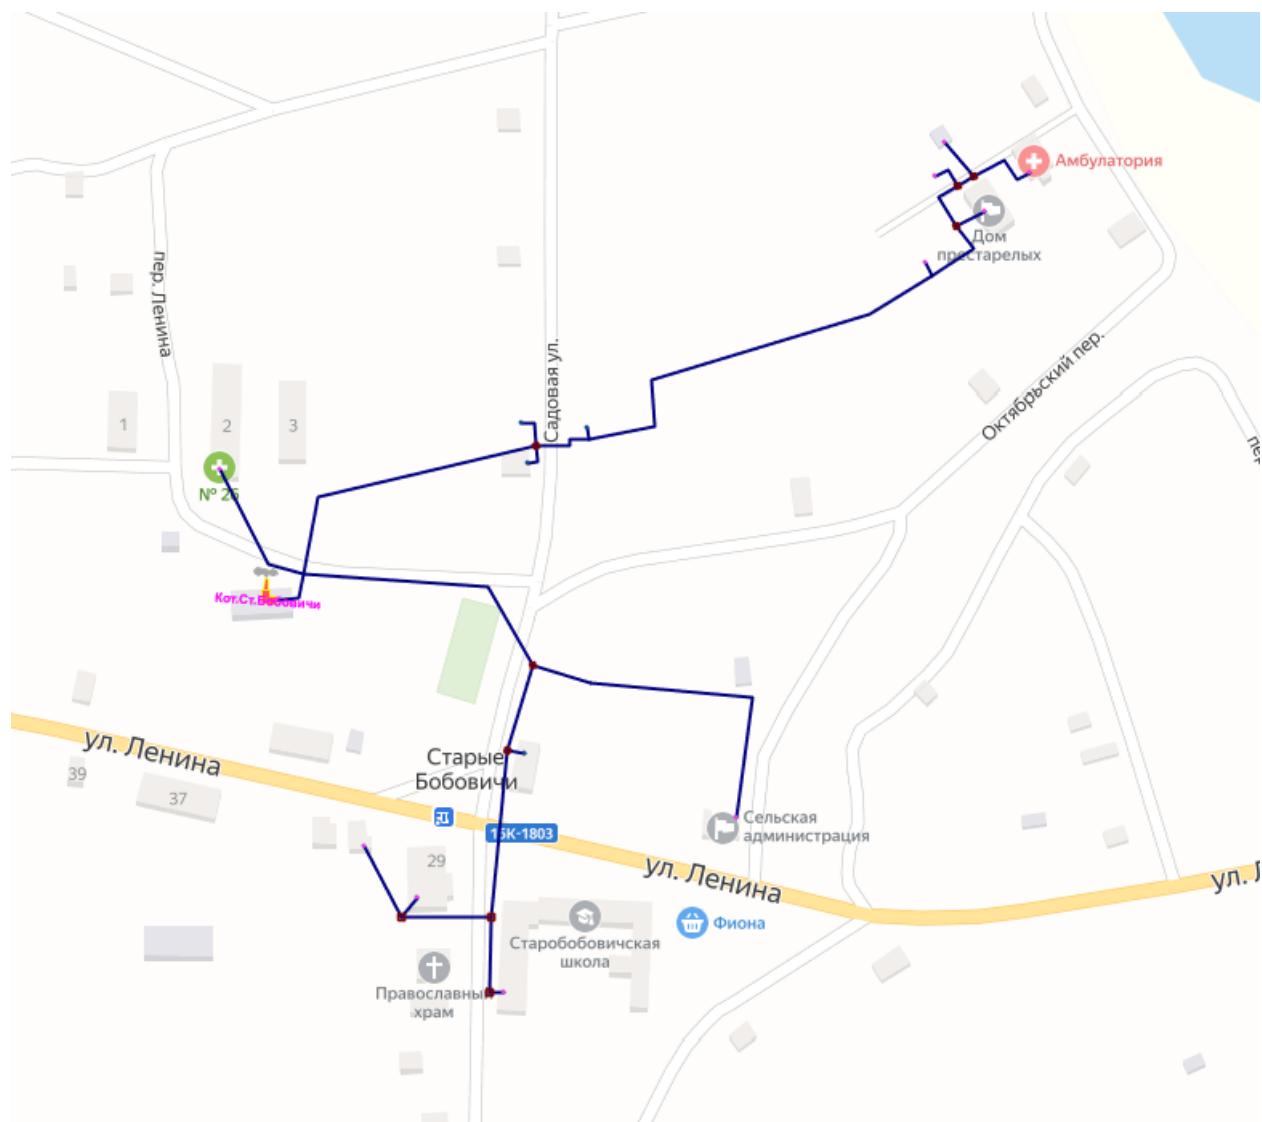 Амбулатория
Дом
престарелых
пер. Ленина
Садовая ул.
Октябрьский пер.
пер
1
2
3
№ 26
Кот.Ст.Бобовичи
ул. Ленина
Старые
Бобовичи
39
37
15К-1803
Сельская
администрация
29
ул. Ленина
ул. Л
Фиона
Старобобовичская
школа
Православный
храм